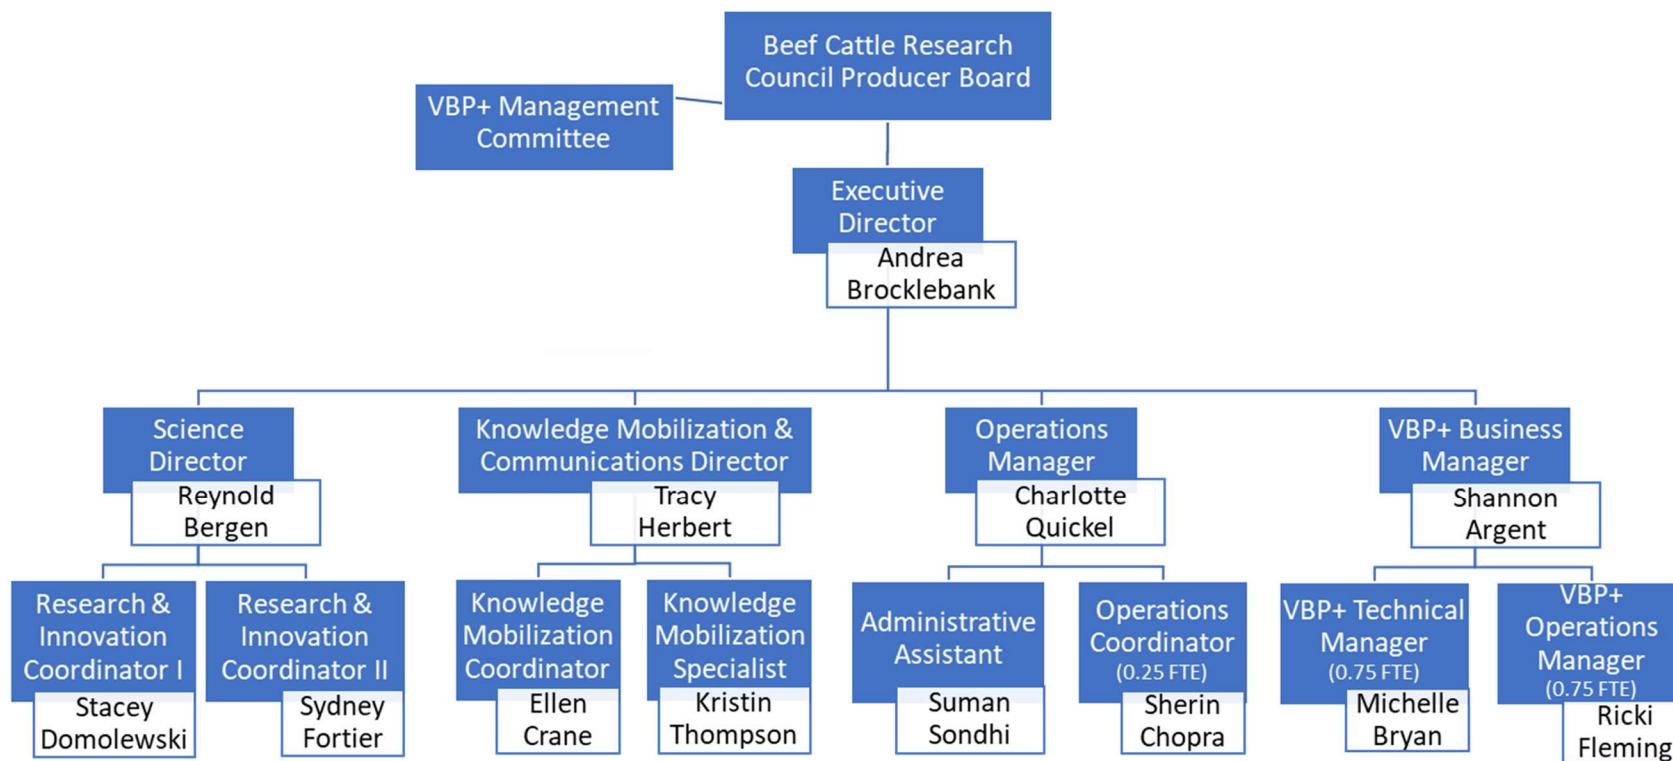 Beef Cattle Research
Council Producer Board
VBP+ Management
Committee
Executive
Director
Andrea
Brocklebank
Science
Director
Reynold
Bergen
Knowledge Mobilization &
Communications Director
Tracy
Herbert
Operations
Manager
Charlotte
Quickel
VBP+ Business
Manager
Shannon
Argent
Research &
Innovation
Coordinator I
Stacey
Domolewski
Research &
Innovation
Coordinator II
Sydney
Fortier
Knowledge
Mobilization
Coordinator
Ellen
Crane
Knowledge
Mobilization
Specialist
Kristin
Thompson
Administrative
Assistant
Suman
Sondhi
Operations
Coordinator
(0.25 FTE)
Sherin
Chopra
VBP+ Technical
Manager
(0.75 FTE)
Michelle
Bryan
VBP+
Operations
Manager
(0.75 FTE)
Ricki
Fleming